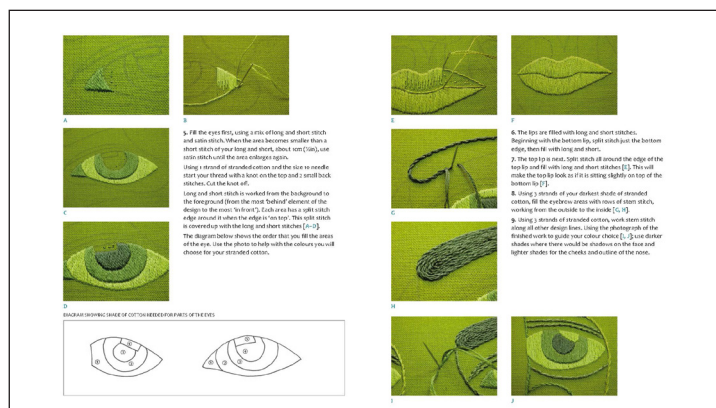 A
B
C
D
5. Fill the eyes first, using a mix of long and short stitch
and satin stitch. When the area becomes smaller than a
short stitch of your long and short, about 1cm (⅜in), use
satin stitch until the area enlarges again.
Using 1 strand of stranded cotton and the size 10 needle
start your thread with a knot on the top and 2 small back
stitches. Cut the knot off.
Long and short stitch is worked from the background to
the foreground (from the most 'behind' element of the
design to the most 'in front'). Each area has a split stitch
edge around it when the edge is 'on top'. This split stitch
is covered up with the long and short stitches [A–D].
The diagram below shows the order that you fill the areas
of the eye. Use the photo to help with the colours you will
choose for your stranded cotton.
DIAGRAM SHOWING SHADE OF COTTON NEEDED FOR PARTS OF THE EYES
E
F
G
H
6. The lips are filled with long and short stitches.
Beginning with the bottom lip, split stitch just the bottom
edge, then fill with long and short.
7. The top lip is next. Split stitch all around the edge of the
top lip and fill with long and short stitches [E]. This will
make the top lip look as if it is sitting slightly on top of the
bottom lip [F].
8. Using 3 strands of your darkest shade of stranded
cotton, fill the eyebrow areas with rows of stem stitch,
working from the outside to the inside [G, H].
9. Using 3 strands of stranded cotton, work stem stitch
along all other design lines. Using the photograph of the
finished work to guide your colour choice [I, J]; use darker
shades where there would be shadows on the face and
lighter shades for the cheeks and outline of the nose.
I
J